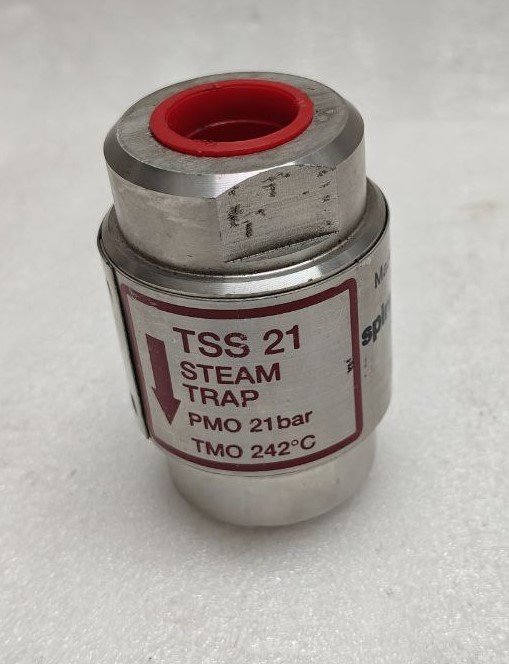 TSS 21
STEAM
TRAP
PMO 21bar
TMO 242°C